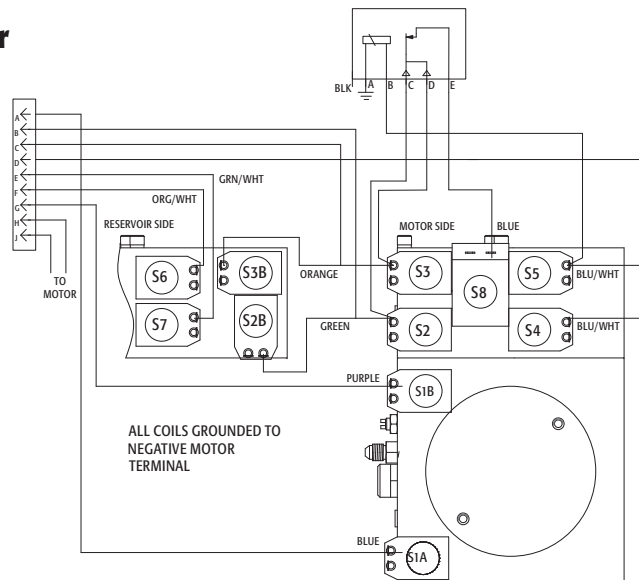 r
BLK
A
B
C
D
E
A
B
C
D
E
F
G
H
J
GRN/WHT
ORG/WHT
RESERVOIR SIDE
MOTOR SIDE
BLUE
TO
MOTOR
S6
S3B
S3
S8
S5
ORANGE
BLU/WHT
S7
S2B
S2
S4
GREEN
BLU/WHT
PURPLE
S1B
ALL COILS GROUNDED TO
NEGATIVE MOTOR
TERMINAL
BLUE
S1A